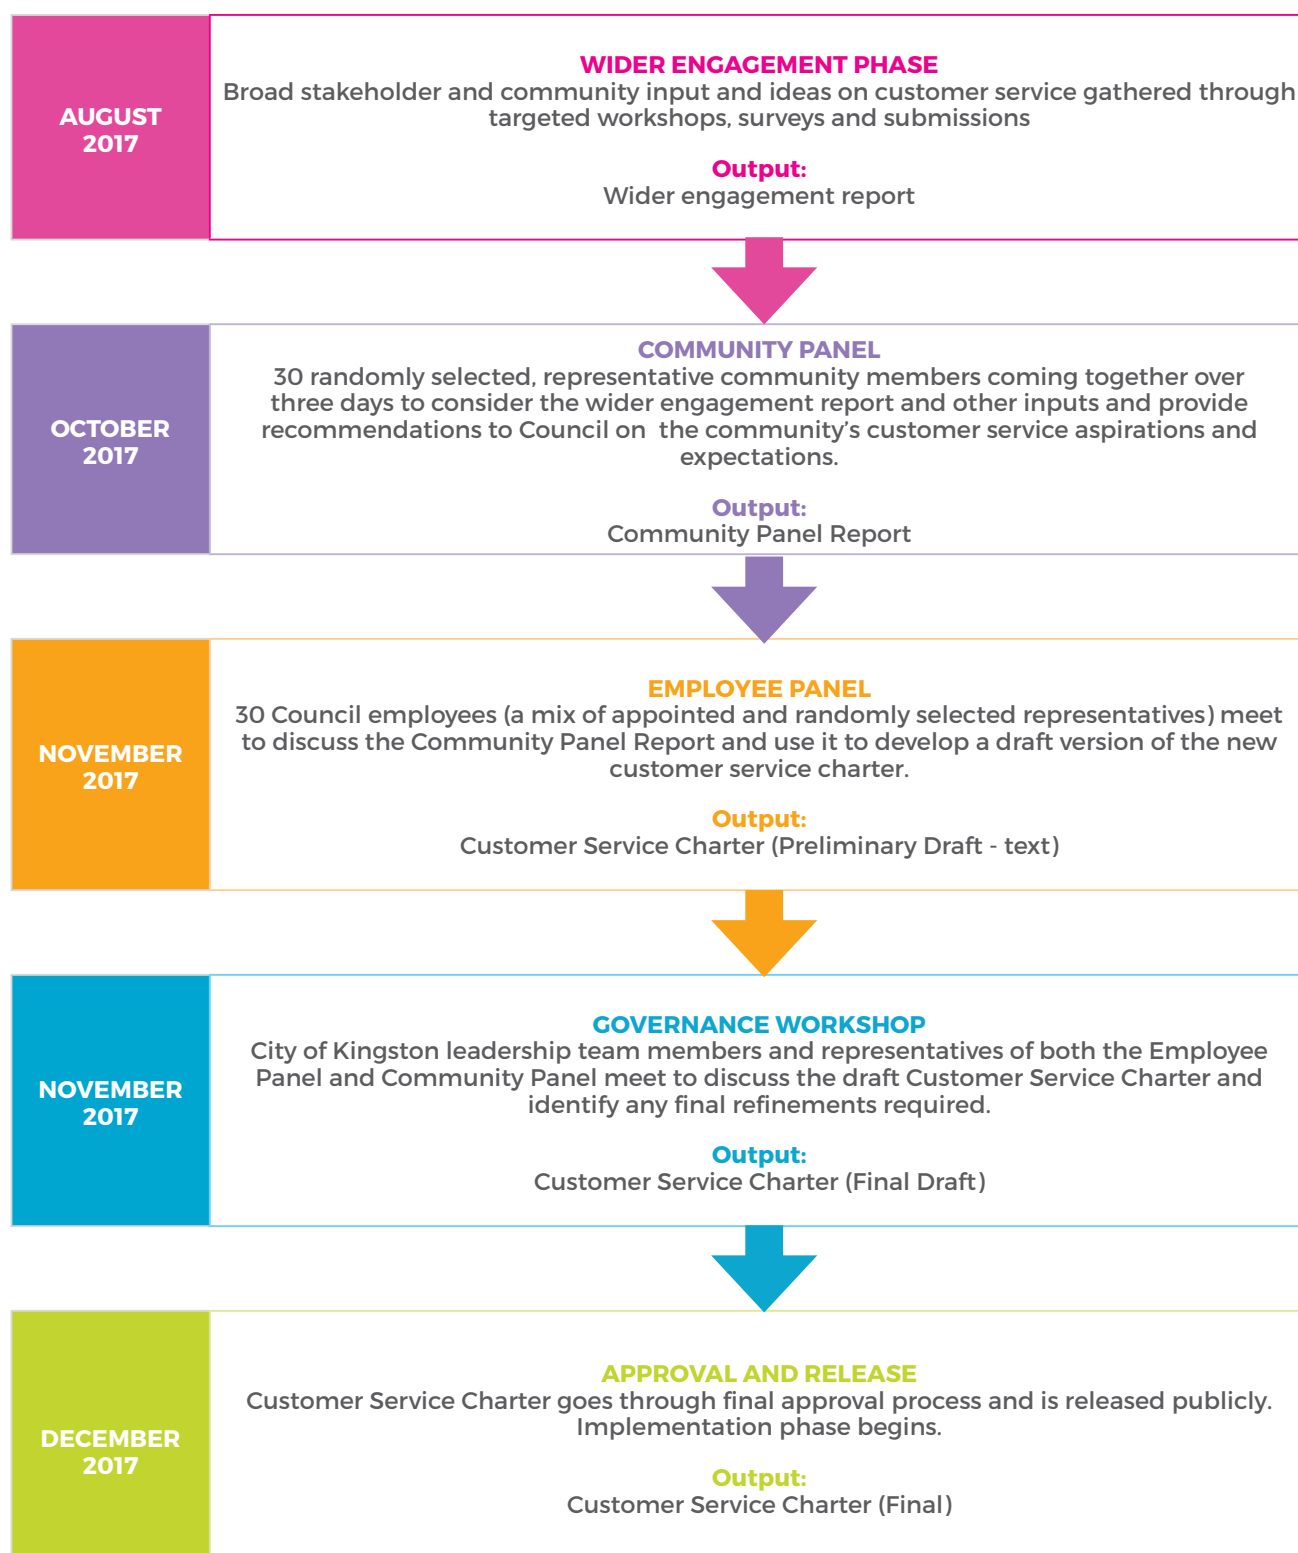 AUGUST
2017
WIDER ENGAGEMENT PHASE
Broad stakeholder and community input and ideas on customer service gathered through
targeted workshops, surveys and submissions
Output:
Wider engagement report
OCTOBER
2017
COMMUNITY PANEL
30 randomly selected, representative community members coming together over
three days to consider the wider engagement report and other inputs and provide
recommendations to Council on the community’s customer service aspirations and
expectations.
Output:
Community Panel Report
NOVEMBER
2017
EMPLOYEE PANEL
30 Council employees (a mix of appointed and randomly selected representatives) meet
to discuss the Community Panel Report and use it to develop a draft version of the new
customer service charter.
Output:
Customer Service Charter (Preliminary Draft - text)
NOVEMBER
2017
GOVERNANCE WORKSHOP
City of Kingston leadership team members and representatives of both the Employee
Panel and Community Panel meet to discuss the draft Customer Service Charter and
identify any final refinements required.
Output:
Customer Service Charter (Final Draft)
DECEMBER
2017
APPROVAL AND RELEASE
Customer Service Charter goes through final approval process and is released publicly.
Implementation phase begins.
Output:
Customer Service Charter (Final)